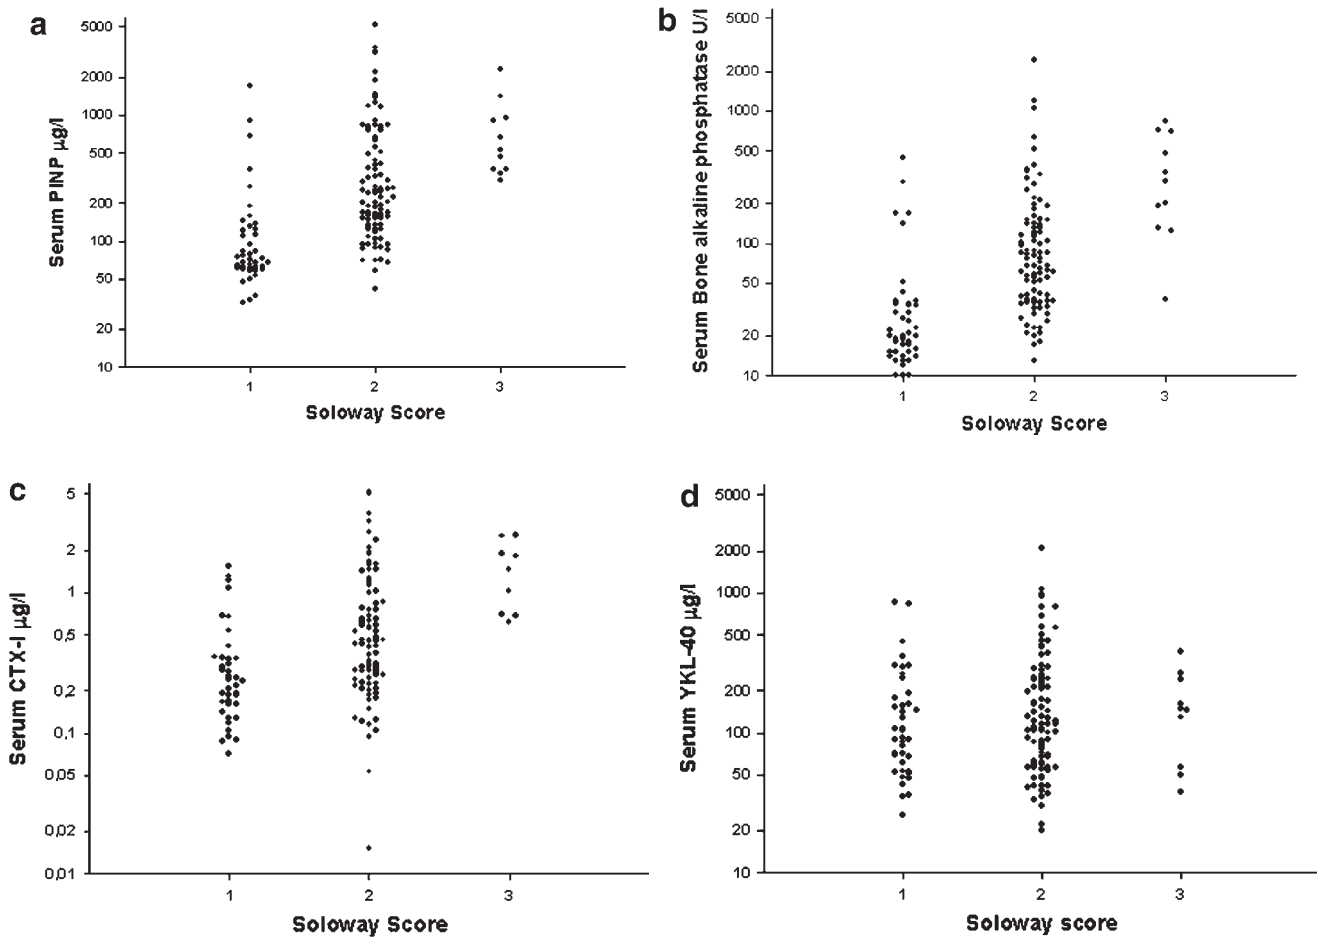 a
Serum PINP µg/l
5000
2000
1000
500
200
100
50
20
10
1 2 3
Soloway Score
b
Serum Bone alkaline phosphatase U/l
5000
2000
1000
500
200
100
50
20
10
1 2 3
Soloway Score
c
Serum CTX-I µg/l
5
2
1
0,5
0,2
0,1
0,05
0,02
0,01
1 2 3
Soloway Score
d
Serum YKL-40 µg/l
5000
2000
1000
500
200
100
50
20
10
1 2 3
Soloway score